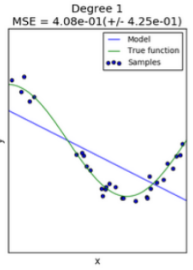 Degree 1
MSE = 4.08e-01(+/- 4.25e-01)
Model
True function
Samples
y
x